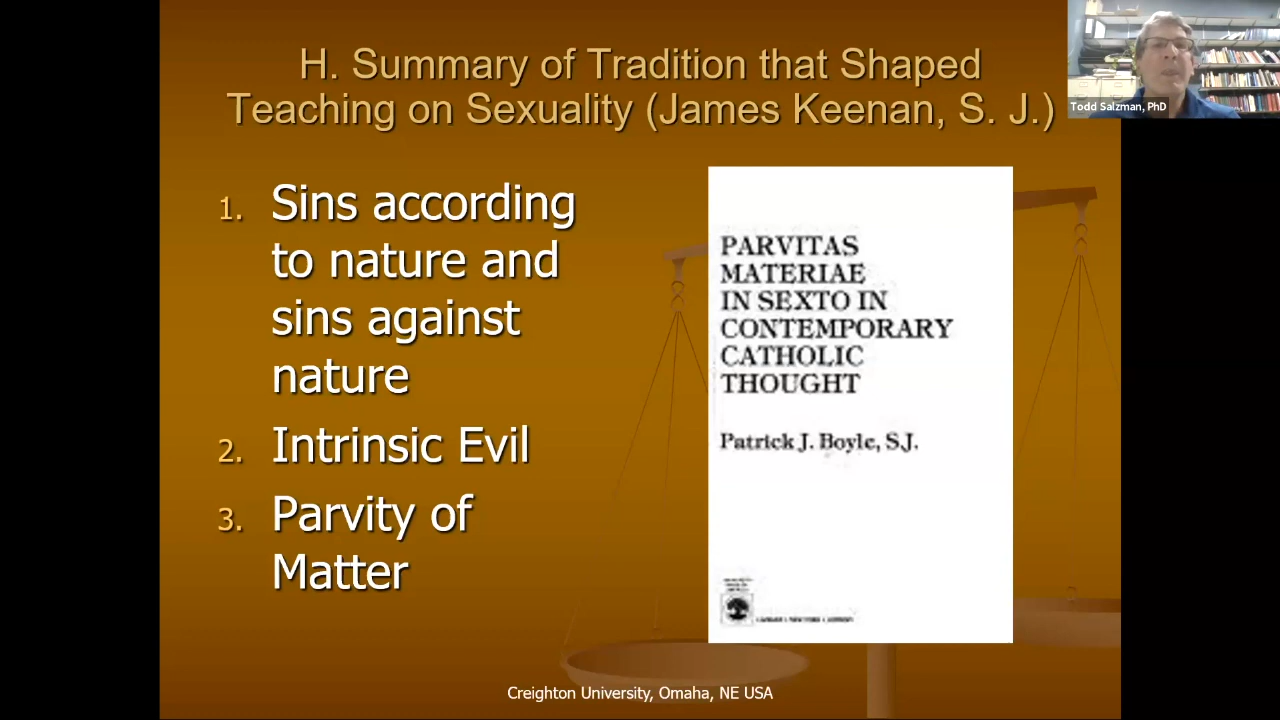 H. Summary of Tradition that Shaped
Teaching on Sexuality (James Keenan, S. J.)
Todd Salzman, PhD
1. Sins according
to nature and
sins against
nature
2. Intrinsic Evil
3. Parvity of
Matter
PARVITAS
MATERIAE
IN SEXTO IN
CONTEMPORARY
CATHOLIC
THOUGHT
Patrick J. Boyle, S.J.
Creighton University, Omaha, NE USA